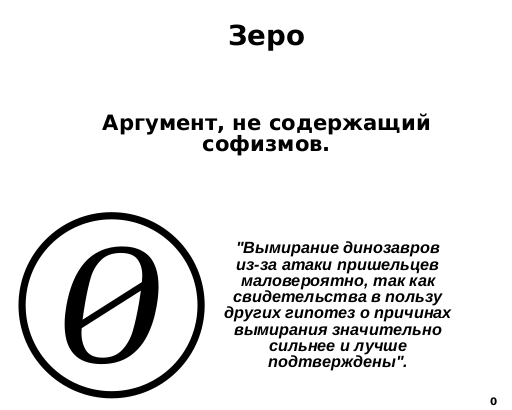 Зеро
Аргумент, не содержащий
софизмов.
0
"Вымирание динозавров
из-за атаки пришельцев
маловероятно, так как
свидетельства в пользу
других гипотез о причинах
вымирания значительно
сильнее и лучше
подтверждены".
0